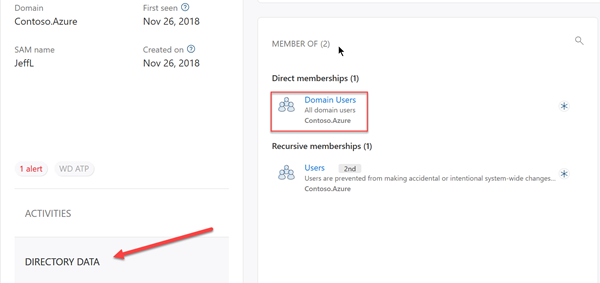 Domain
First seen
Contoso.Azure
Nov 26, 2018
SAM name
Created on
JeffL
Nov 26, 2018
1 alert
WD ATP
ACTIVITIES
DIRECTORY DATA
MEMBER OF (2)
Direct memberships (1)
Domain Users
All domain users
Contoso.Azure
Recursive memberships (1)
Users 2nd
Users are prevented from making accidental or intentional system-wide changes...
Contoso.Azure